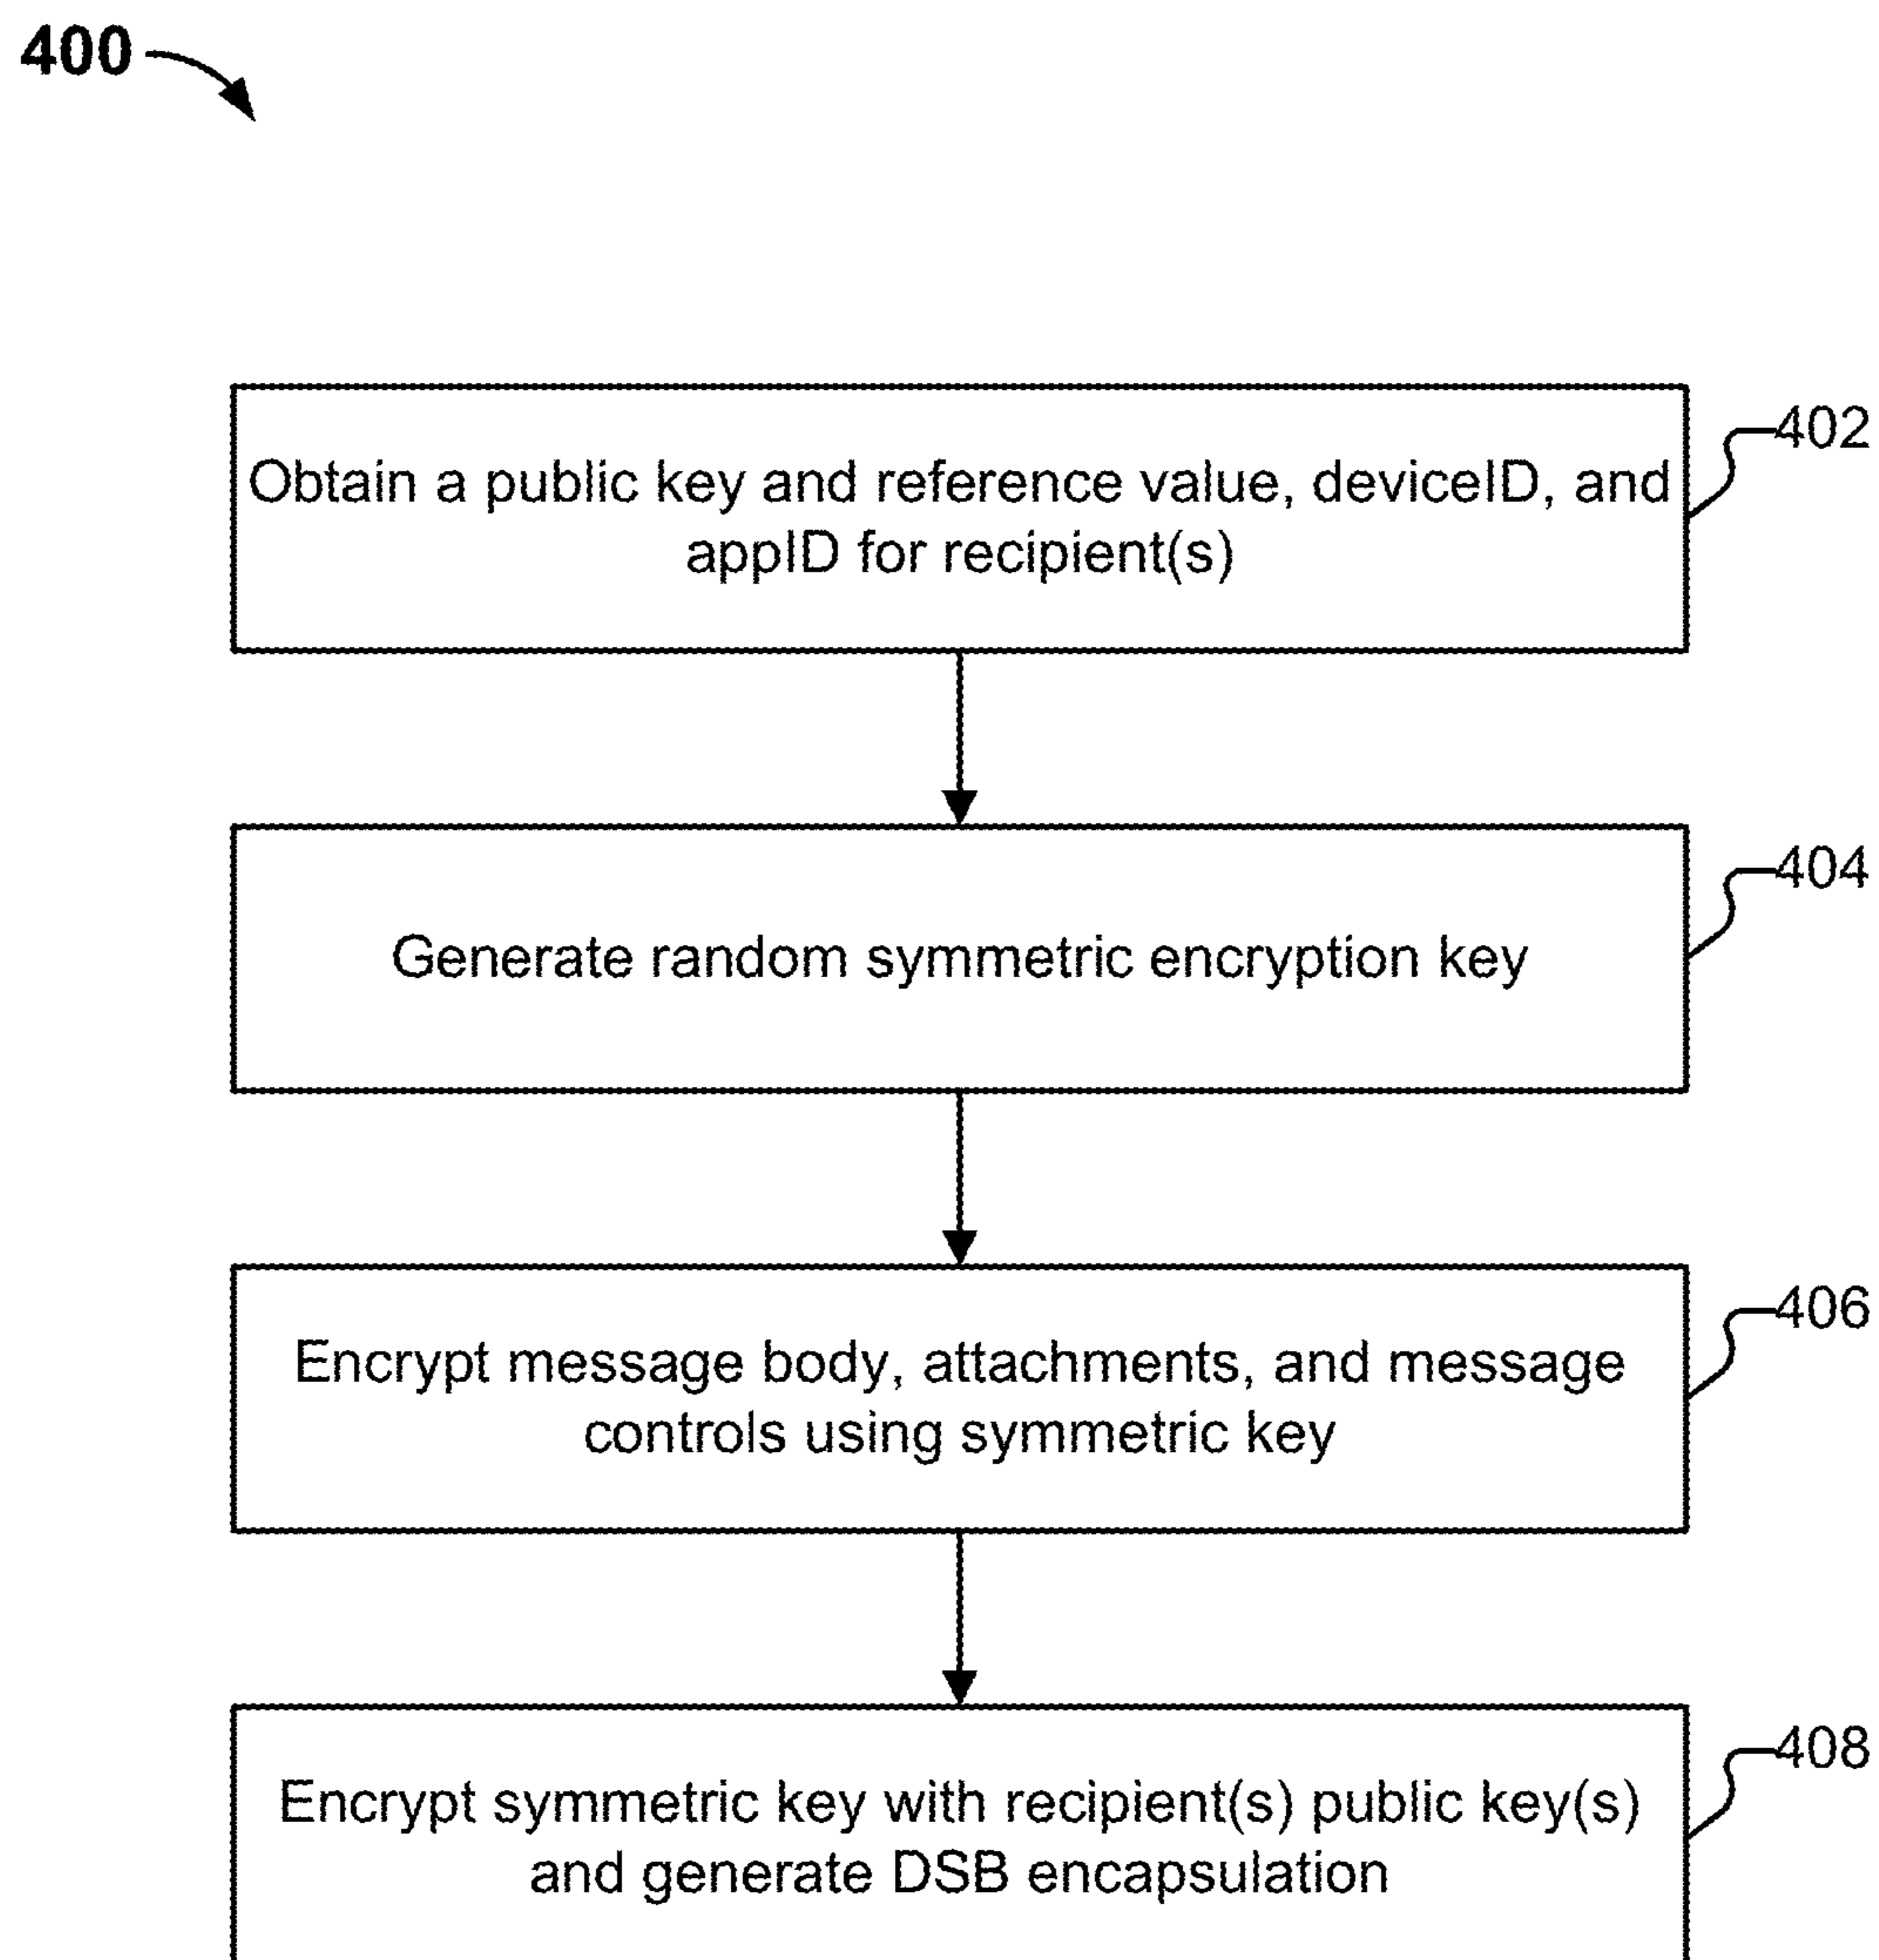 400
Obtain a public key and reference value, deviceID, and
appID for recipient(s)
402
Generate random symmetric encryption key
404
Encrypt message body, attachments, and message
controls using symmetric key
406
Encrypt symmetric key with recipient(s) public key(s)
and generate DSB encapsulation
408